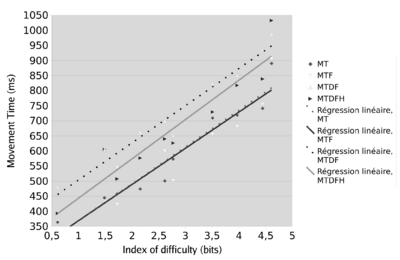 1050
1000
950
900
850
800
750
700
650
600
550
500
450
400
350
Movement Time (ms)
0,5 1 1,5 2 2,5 3 3,5 4 4,5 5
Index of difficulty (bits)
MT
MTF
MTDF
MTDFH
Régression linéaire,
MT
Régression linéaire,
MTF
Régression linéaire,
MTDF
Régression linéaire,
MTDFH